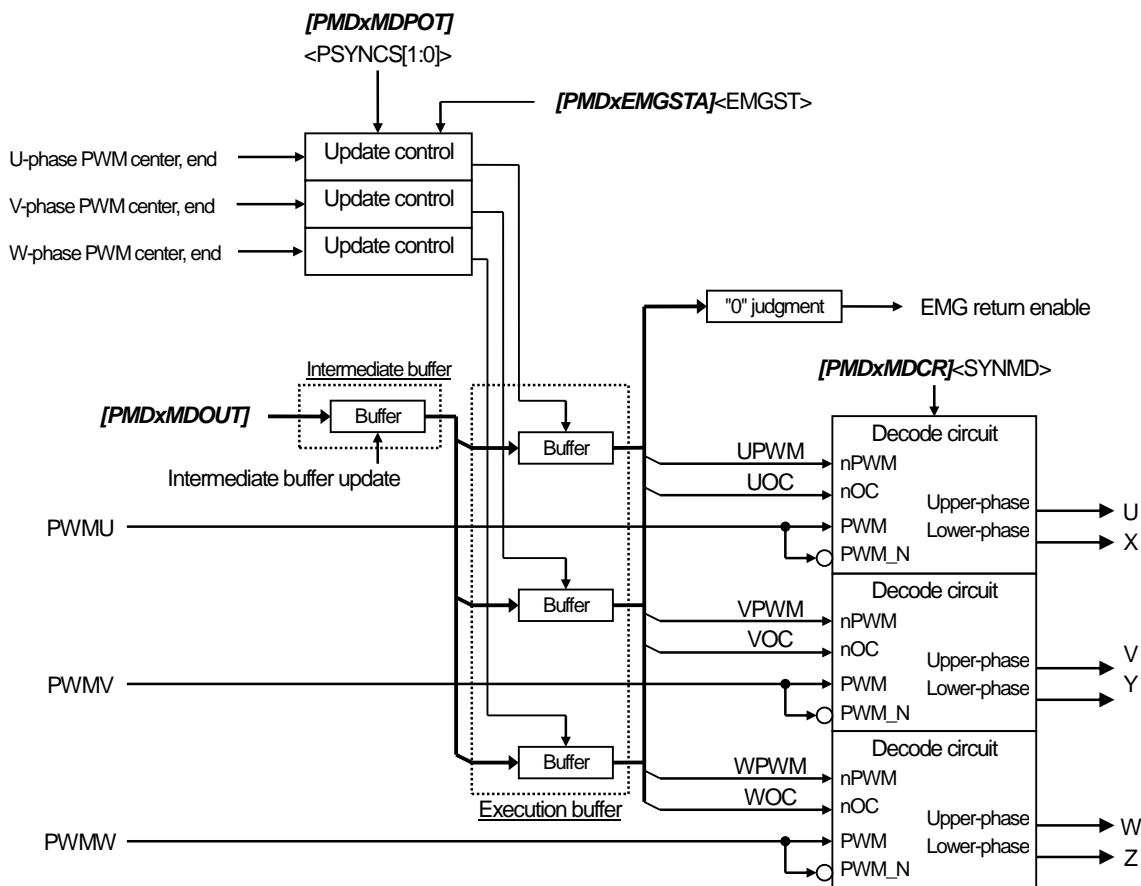 [PMDxMDPOT]
<PSYNCS[1:0]>
[PMDxEMGSTA]<EMGST>
U-phase PWM center, end
Update control
V-phase PWM center, end
Update control
W-phase PWM center, end
Update control
"0" judgment
EMG return enable
Intermediate buffer
[PMDxMDCR]<SYNMD>
[PMDxMDOUT]
Buffer
Intermediate buffer update
Buffer
Decode circuit
UPWM
nPWM
UOC
nOC
Upper-phase
U
PWMU
PWM
Lower-phase
X
PWM_N
Decode circuit
Buffer
VPWM
nPWM
VOC
nOC
Upper-phase
V
PWMV
PWM
Lower-phase
Y
PWM_N
Decode circuit
Buffer
WPWM
nPWM
WOC
nOC
Execution buffer
Upper-phase
W
PWMW
PWM
Lower-phase
Z
PWM_N